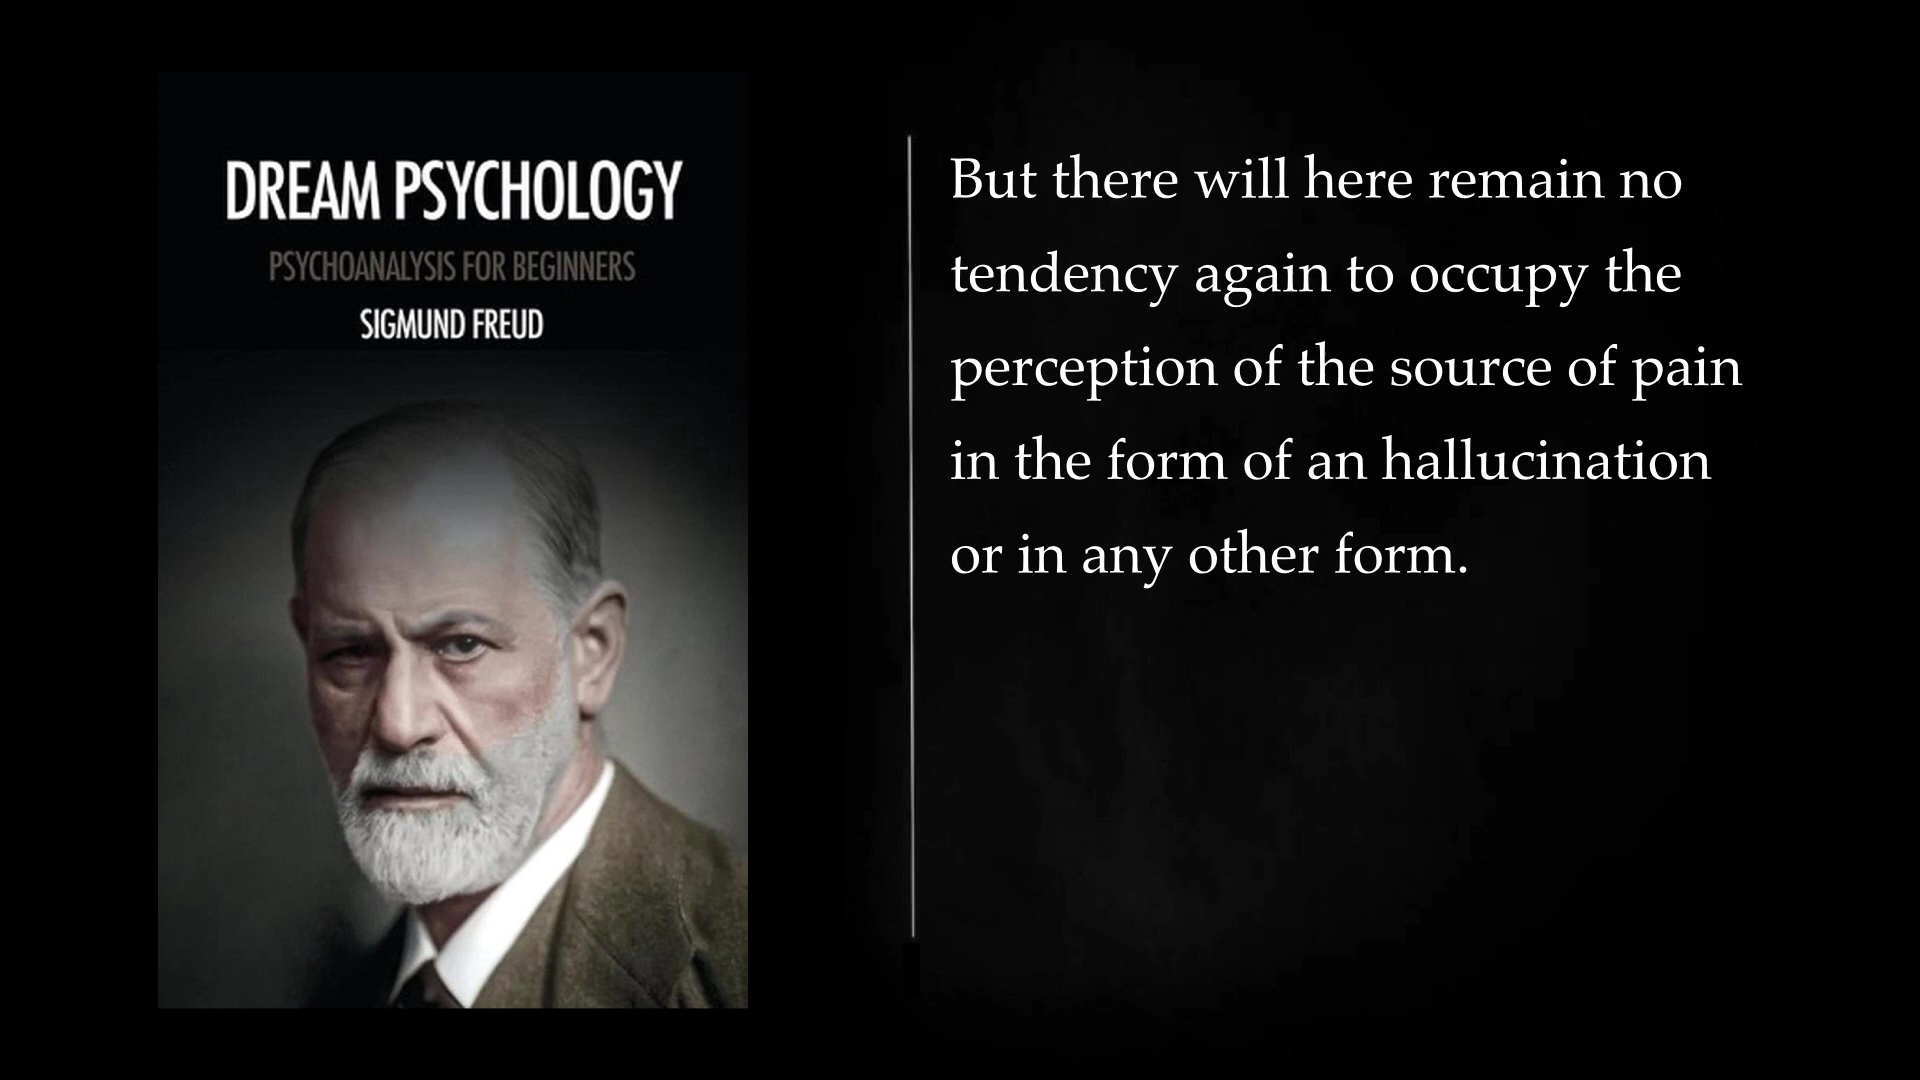 DREAM PSYCHOLOGY
PSYCHOANALYSIS FOR BEGINNERS
SIGMUND FREUD
But there will here remain no
tendency again to occupy the
perception of the source of pain
in the form of an hallucination
or in any other form.